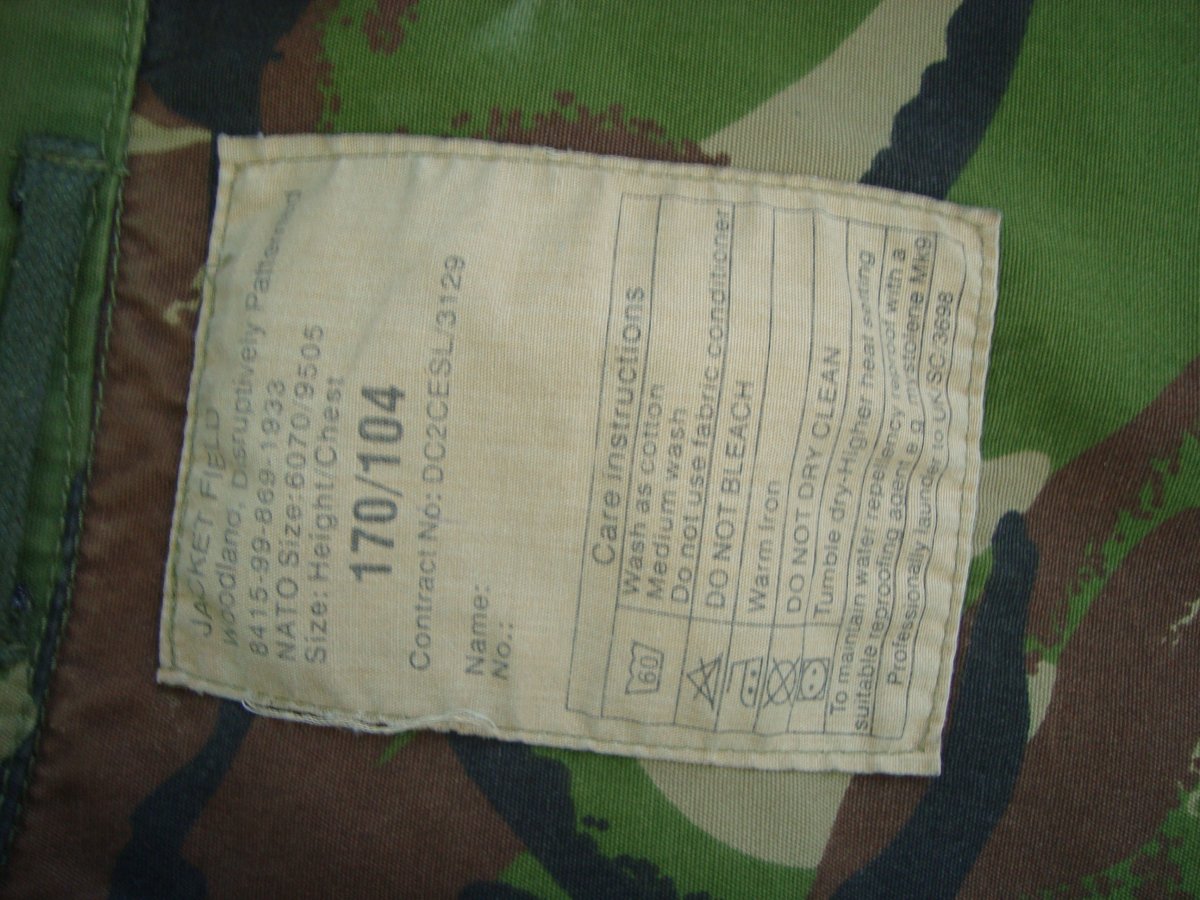 JACKET FIELD
Woodland, Disruptively Patterned
8415-99-869-1933
NATO Size:6070/9505
Size: Height/Chest
170/104
Contract No: DC2CESL/3129
Name:
No.:
Care instructions
60
Wash as cotton
Medium wash
Do not use fabric conditioner
DO NOT BLEACH
Warm Iron
DO NOT DRY CLEAN
Tumble dry-Higher heat setting
To maintain water repellency reproof with a
suitable reproofing agent e.g. mystolene Mk9
Professionally launder to UK/SC/3698